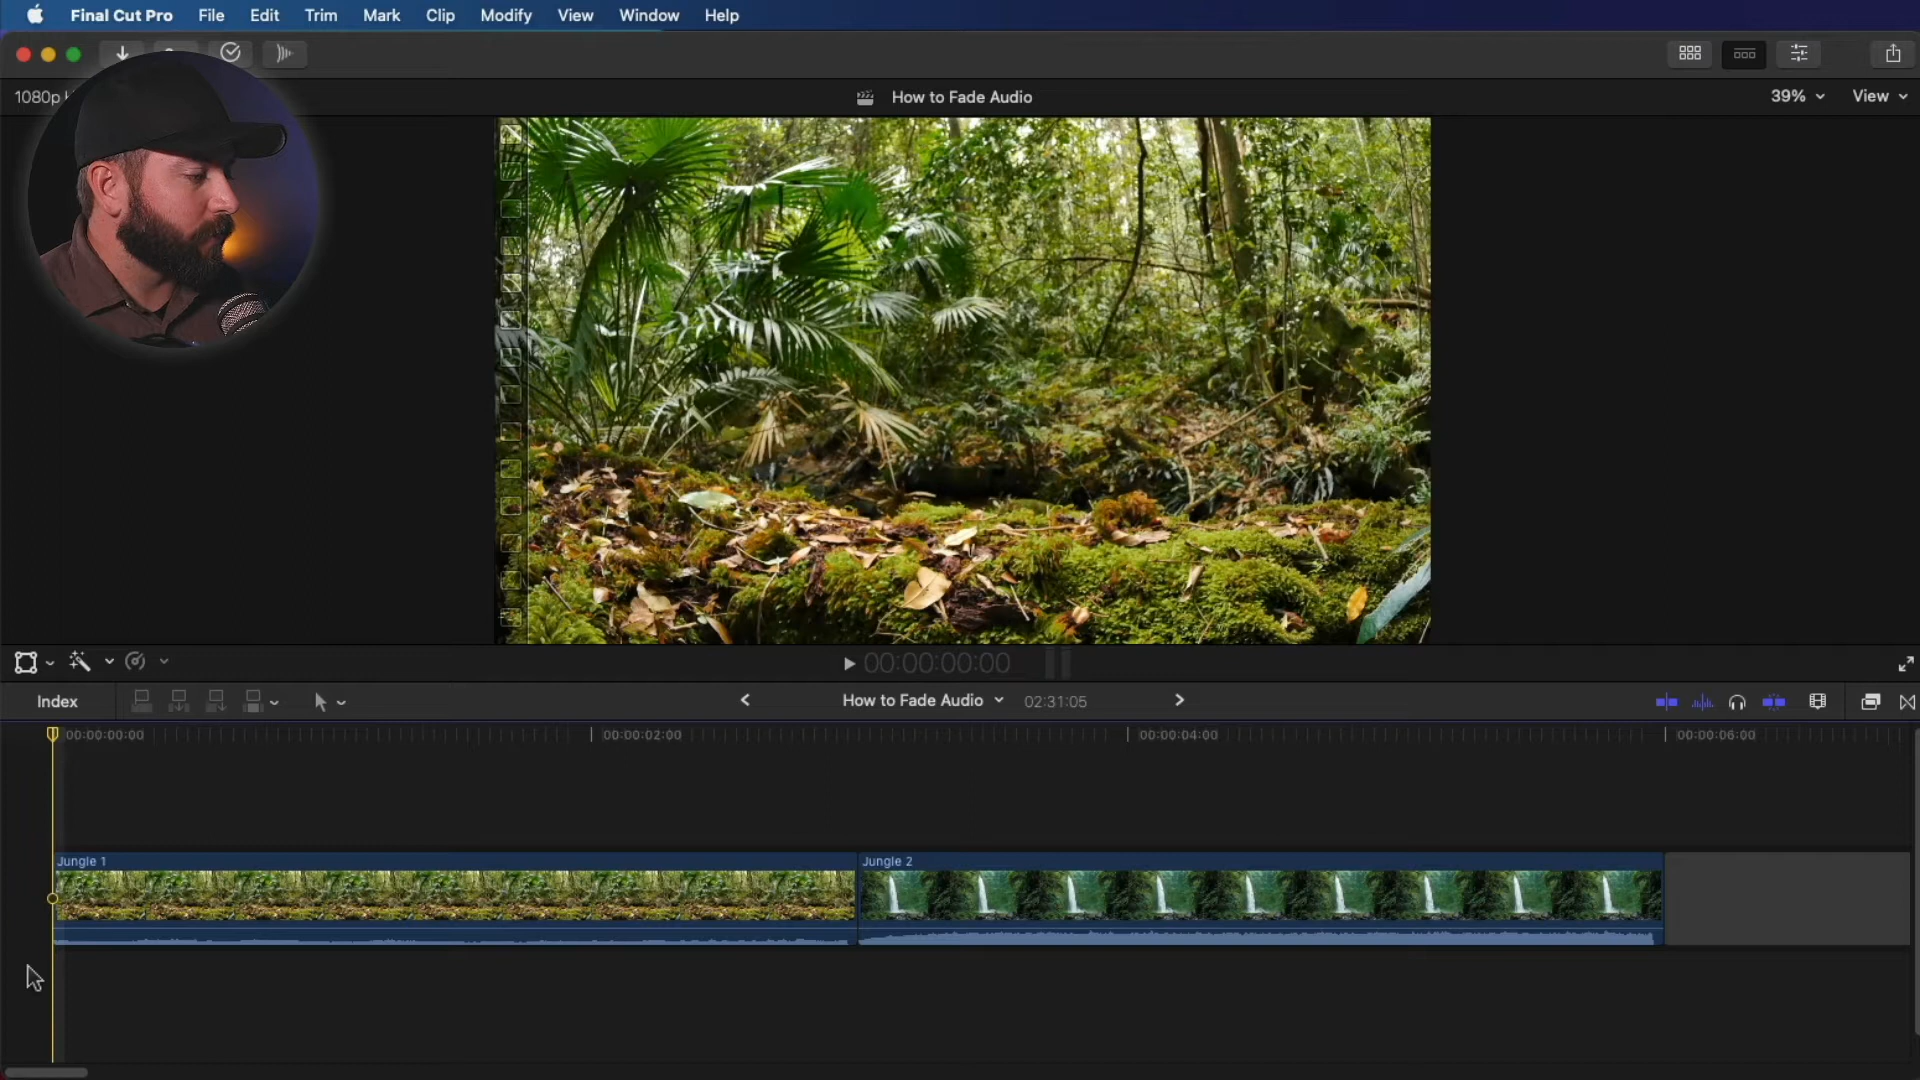 Final Cut Pro File Edit Trim Mark Clip Modify View Window Help
1080p
How to Fade Audio
39% View
00:00:00:00
Index
How to Fade Audio 02:31:05
00:00:00:00 00:00:02:00 00:00:04:00 00:00:06:00
Jungle 1 Jungle 2